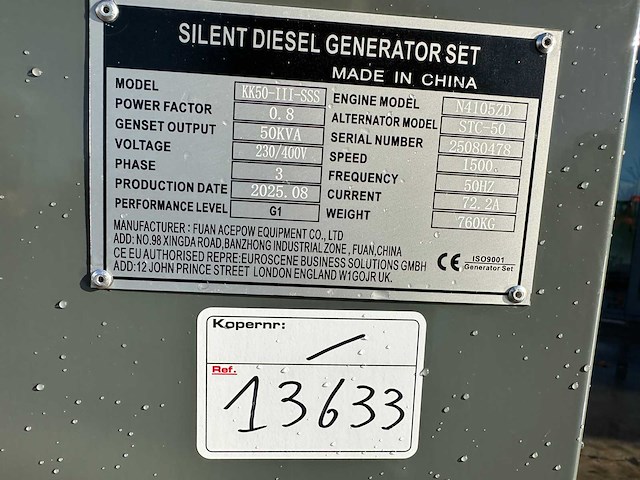 SILENT DIESEL GENERATOR SET
MADE IN CHINA
MODEL KK50-III-SSS
POWER FACTOR 0.8
GENSET OUTPUT 50KVA
VOLTAGE 230/400V
PHASE 3
PRODUCTION DATE 2025.08
PERFORMANCE LEVEL G1
ENGINE MODEL N4105ZD
ALTERNATOR MODEL STC-50
SERIAL NUMBER 25080478
SPEED 1500
FREQUENCY 50HZ
CURRENT 72.2A
WEIGHT 760KG
MANUFACTURER : FUAN ACEPOW EQUIPMENT CO., LTD
ADD: NO.98 XINGDA ROAD, BANZHONG INDUSTRIAL ZONE , FUAN,CHINA
CE EU AUTHORISED REPRE: EUROSCENE BUSINESS SOLUTIONS GMBH
ADD:12 JOHN PRINCE STREET LONDON ENGLAND W1GOJR UK.
CE ISO9001
Generator Set
Kopernr:
Ref.
13633